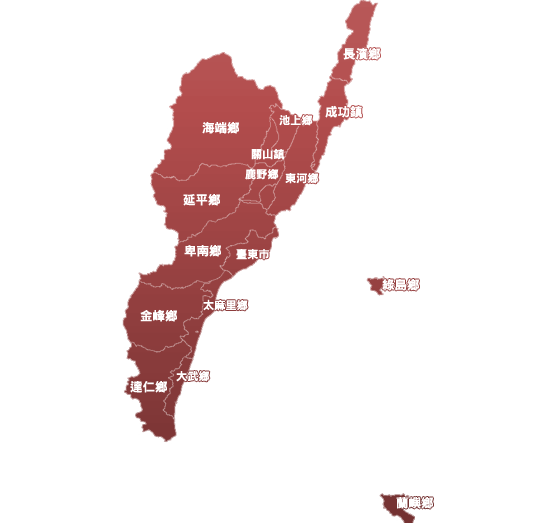 長濱鄉
成功鎮
池上鄉
海端鄉
關山鎮
鹿野鄉
東河鄉
延平鄉
卑南鄉
臺東市
綠島鄉
太麻里鄉
金峰鄉
大武鄉
達仁鄉
蘭嶼鄉